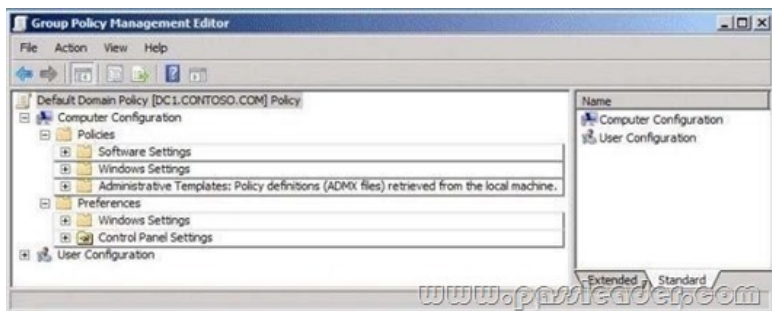 Group Policy Management Editor
File Action View Help
Default Domain Policy [DC1.CONTOSO.COM] Policy
Computer Configuration
Policies
Software Settings
Windows Settings
Administrative Templates: Policy definitions (ADMX files) retrieved from the local machine.
Preferences
Windows Settings
Control Panel Settings
User Configuration
Name
Computer Configuration
User Configuration
Extended Standard
www.passleader.com